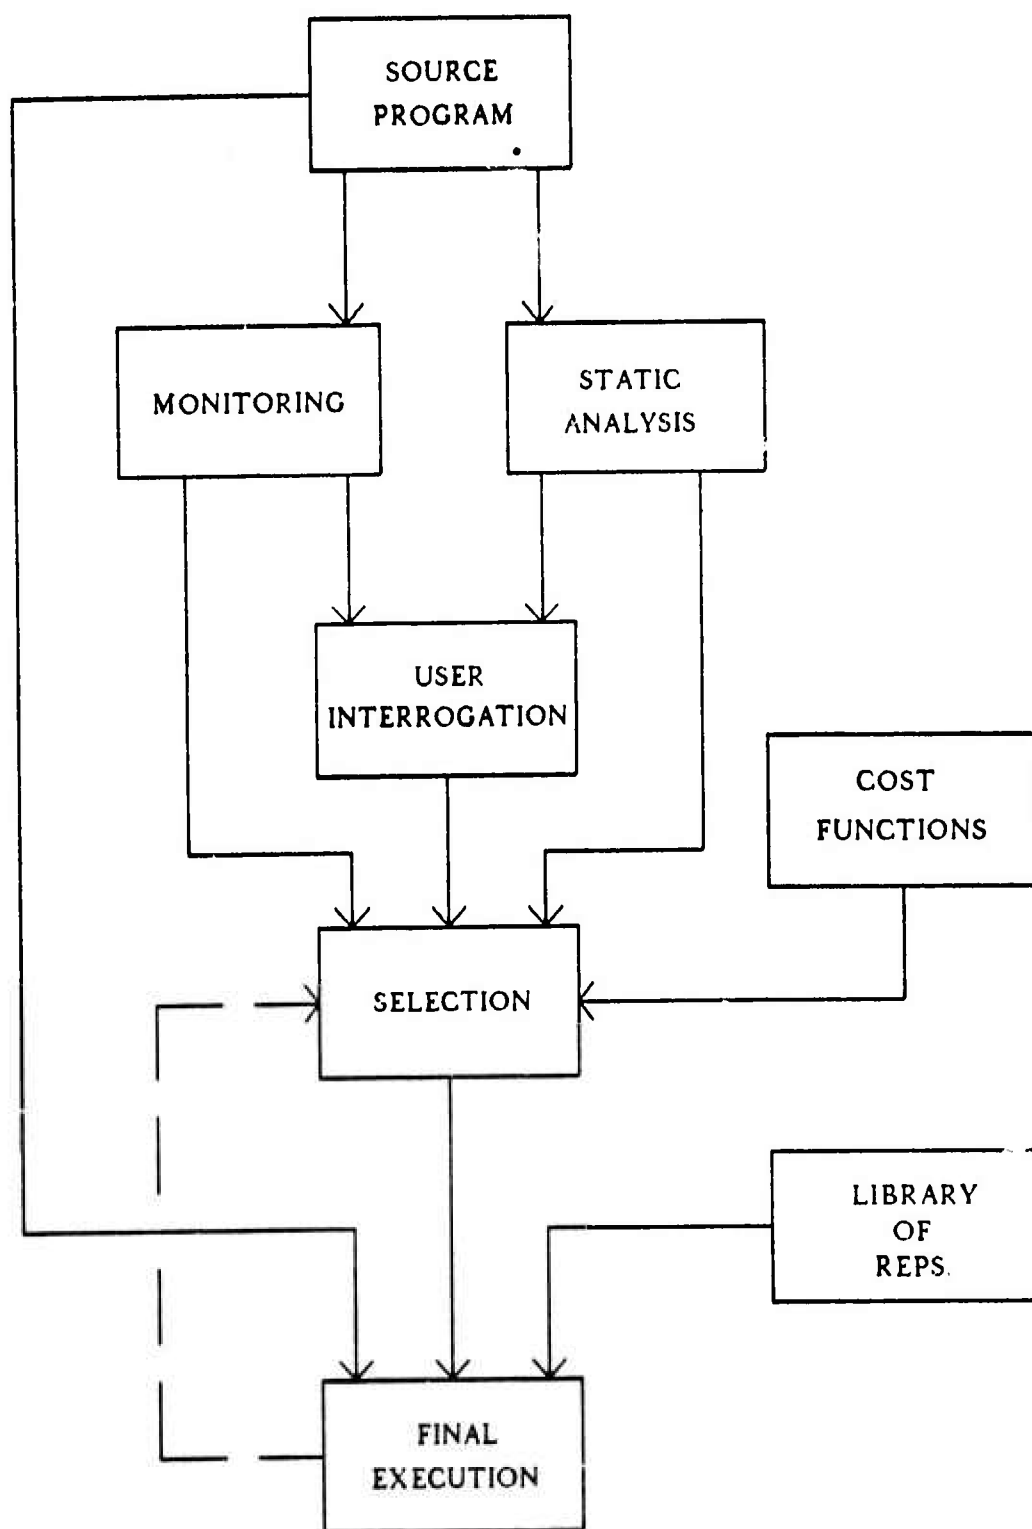 SOURCE
PROGRAM
MONITORING
STATIC
ANALYSIS
USER
INTERROGATION
COST
FUNCTIONS
SELECTION
LIBRARY
OF
REPS.
FINAL
EXECUTION